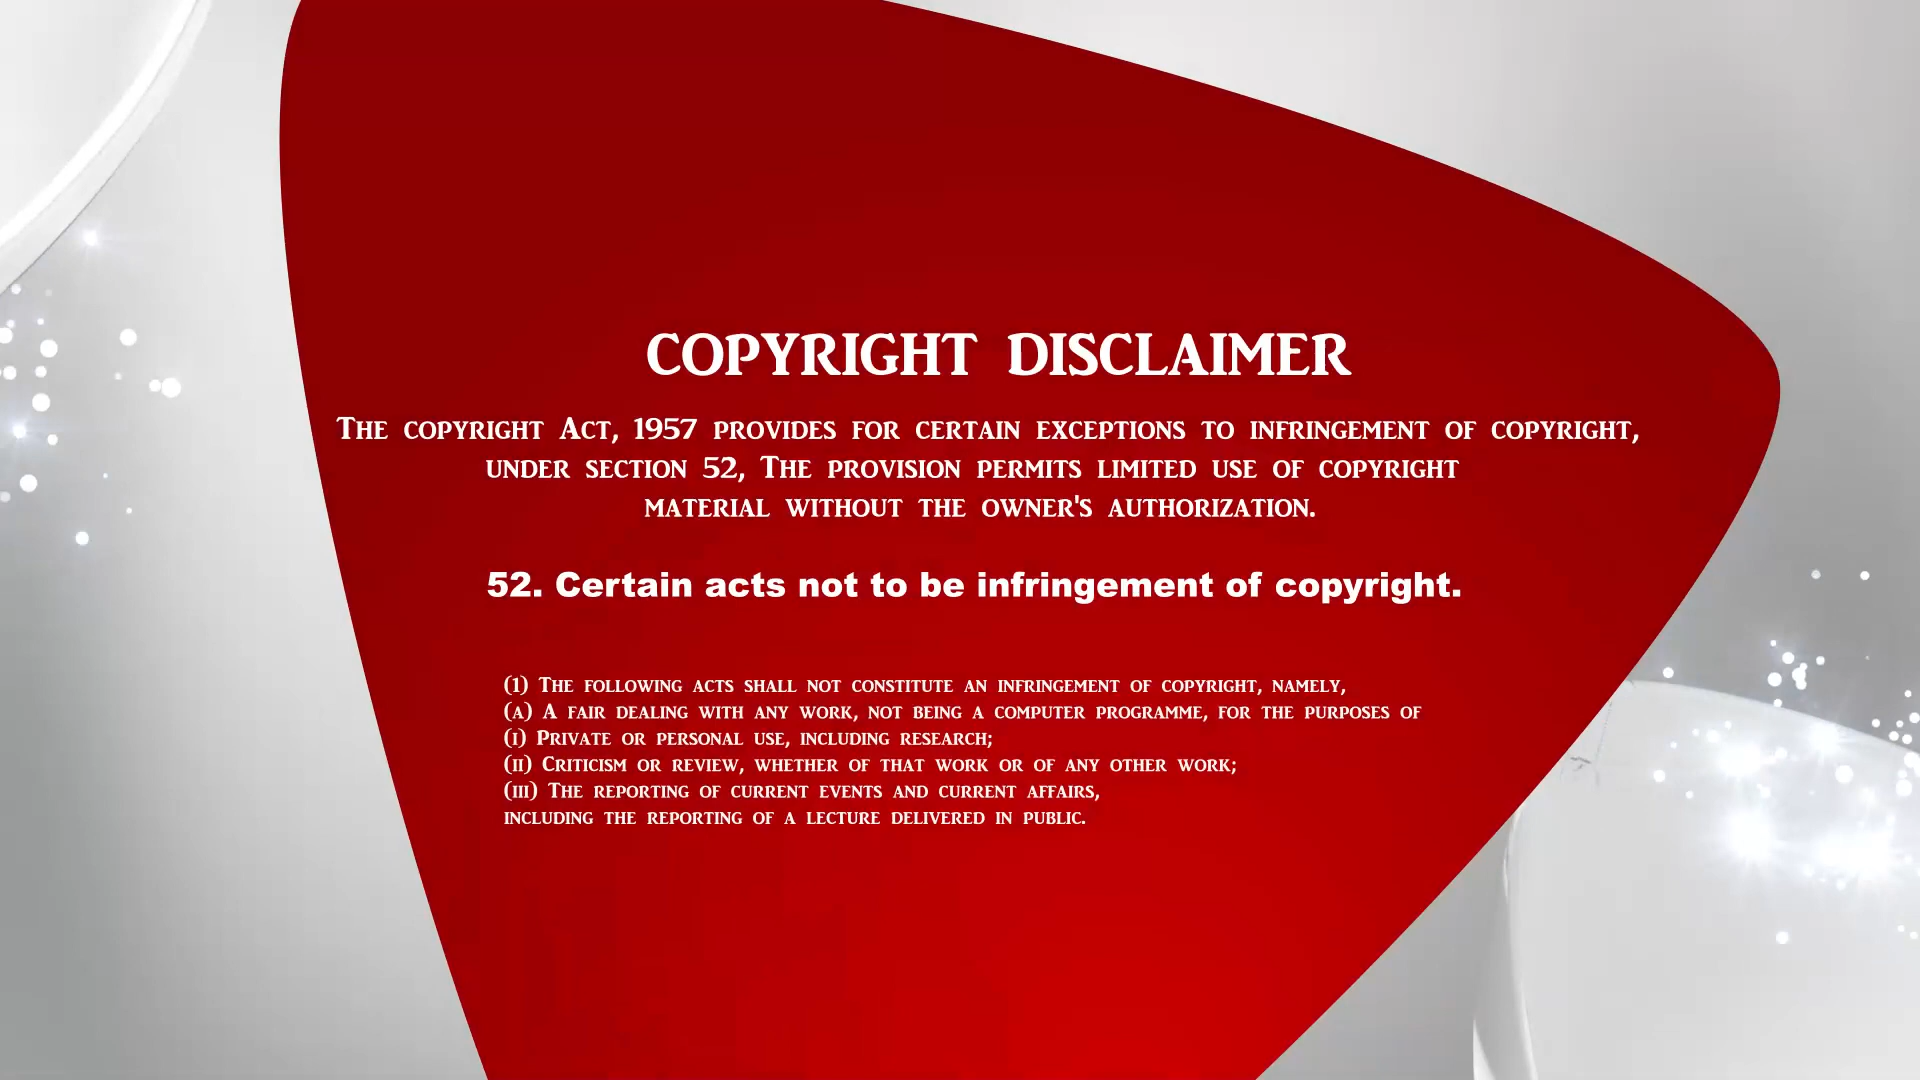 COPYRIGHT DISCLAIMER
The copyright Act, 1957 provides for certain exceptions to infringement of copyright,
under section 52, The provision permits limited use of copyright
material without the owner's authorization.
52. Certain acts not to be infringement of copyright.
(1) The following acts shall not constitute an infringement of copyright, namely,
(a) A fair dealing with any work, not being a computer programme, for the purposes of
(i) Private or personal use, including research;
(ii) Criticism or review, whether of that work or of any other work;
(iii) The reporting of current events and current affairs,
including the reporting of a lecture delivered in public.